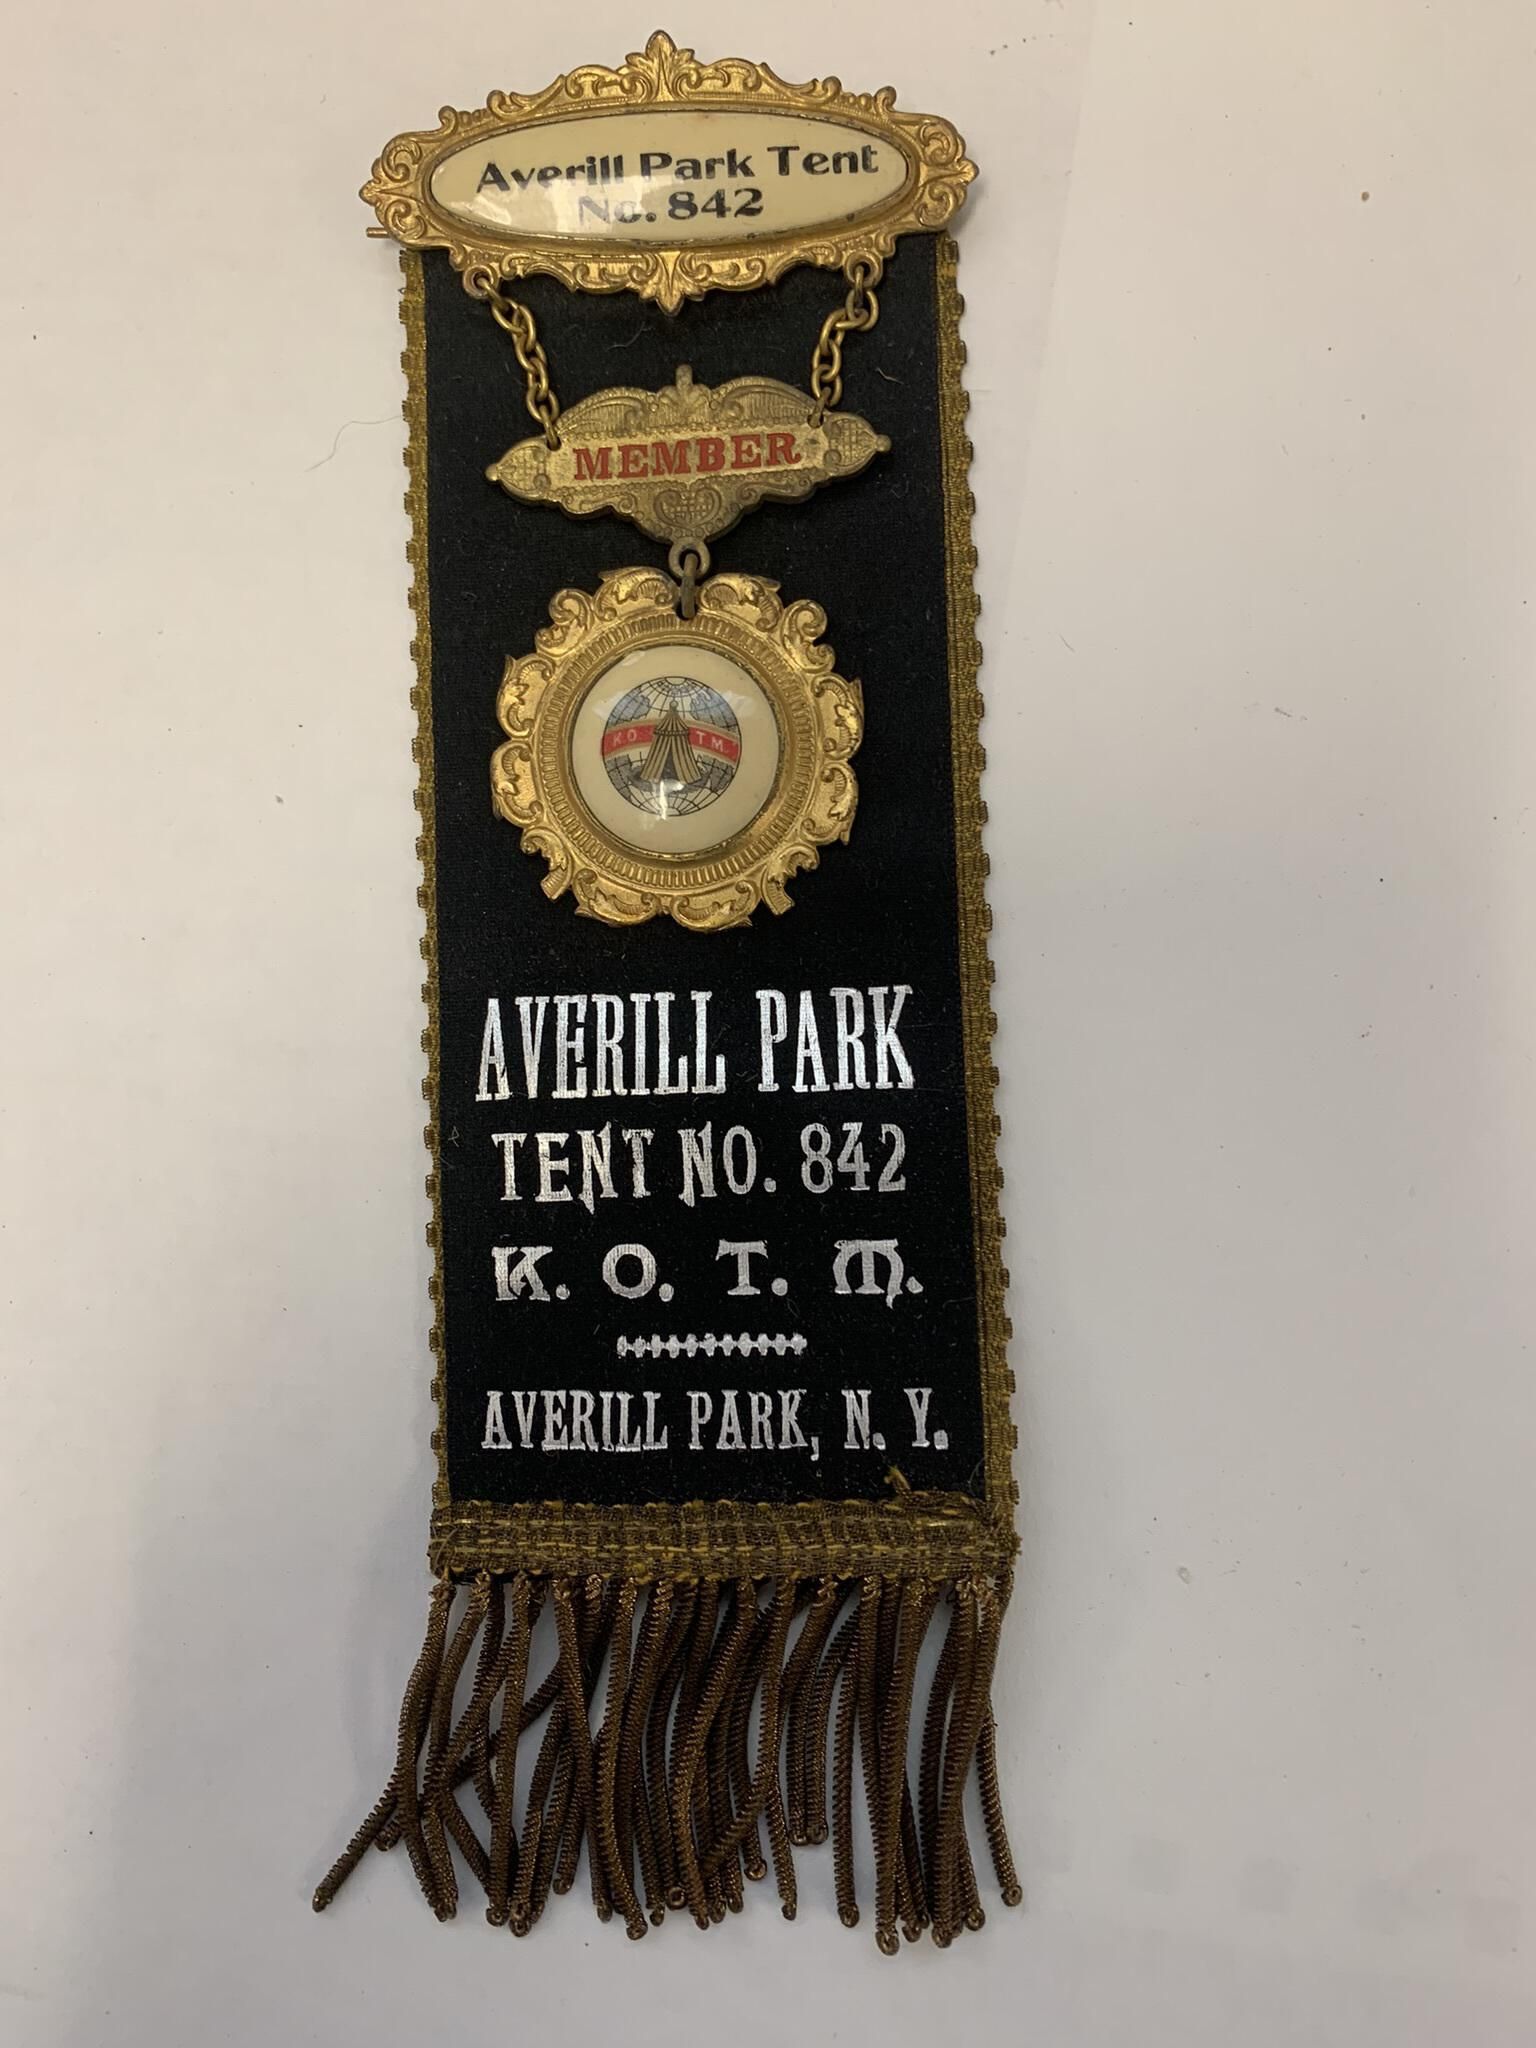 Averill Park Tent
No. 842
MEMBER
K.O. T.M.
AVERILL PARK
TENT NO. 842
K. O. T. M.
AVERILL PARK, N. Y.